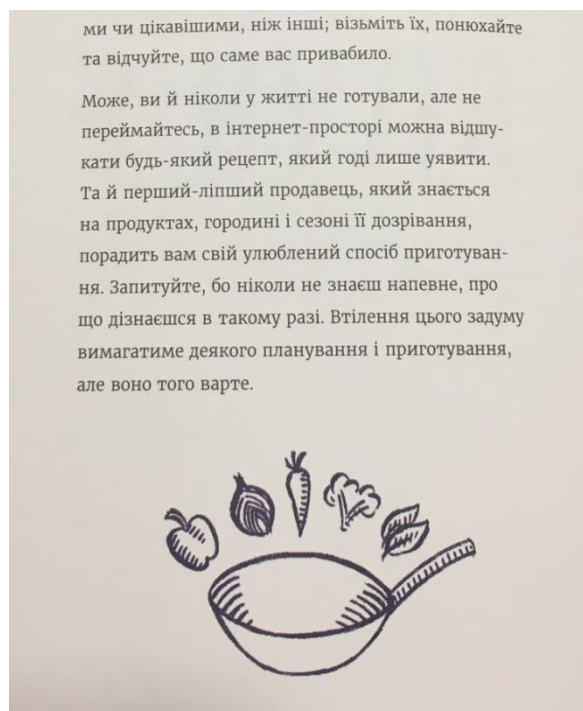 ми чи цікавішими, ніж інші; візьміть їх, понюхайте
та відчуйте, що саме вас привабило.
Може, ви й ніколи у житті не готували, але не
переймайтесь, в інтернет-просторі можна відшу-
кати будь-який рецепт, який годі лише уявити.
Та й перший-ліпший продавець, який знається
на продуктах, городині і сезоні її дозрівання,
порадить вам свій улюблений спосіб приготуван-
ня. Запитуйте, бо ніколи не знаєш напевне, про
що дізнаєшся в такому разі. Втілення цього задуму
вимагатиме деякого планування і приготування,
але воно того варте.